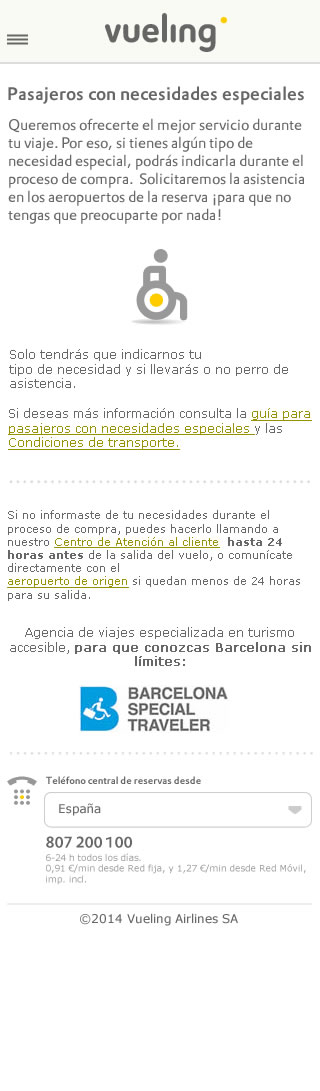 vueling
Pasajeros con necesidades especiales
Queremos ofrecerte el mejor servicio durante
tu viaje. Por eso, si tienes algún tipo de
necesidad especial, podrás indicarla durante el
proceso de compra. Solicitaremos la asistencia
en los aeropuertos de la reserva ¡para que no
tengas que preocuparte por nada!
Solo tendrás que indicarnos tu
tipo de necesidad y si llevarás o no perro de
asistencia.
Si deseas más información consulta la guía para
pasajeros con necesidades especiales y las
Condiciones de transporte.
Si no informaste de tu necesidades durante el
proceso de compra, puedes hacerlo llamando a
nuestro Centro de Atención al cliente hasta 24
horas antes de la salida del vuelo, o comunícate
directamente con el
aeropuerto de origen si quedan menos de 24 horas
para su salida.
Agencia de viajes especializada en turismo
accesible, para que conozcas Barcelona sin
límites:
BARCELONA
SPECIAL
TRAVELER
Teléfono central de reservas desde
España
807 200 100
6-24 h todos los días.
0,91 €/min desde Red fija, y 1,27 €/min desde Red Móvil,
imp. incl.
©2014 Vueling Airlines SA